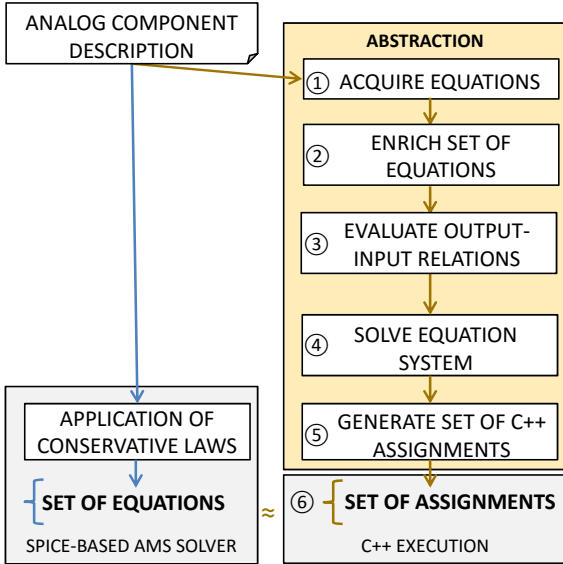 ANALOG COMPONENT
DESCRIPTION
ABSTRACTION
① ACQUIRE EQUATIONS
② ENRICH SET OF
EQUATIONS
③ EVALUATE OUTPUT-
INPUT RELATIONS
④ SOLVE EQUATION
SYSTEM
⑤ GENERATE SET OF C++
ASSIGNMENTS
APPLICATION OF
CONSERVATIVE LAWS
SET OF EQUATIONS
SPICE-BASED AMS SOLVER
≈
⑥ SET OF ASSIGNMENTS
C++ EXECUTION